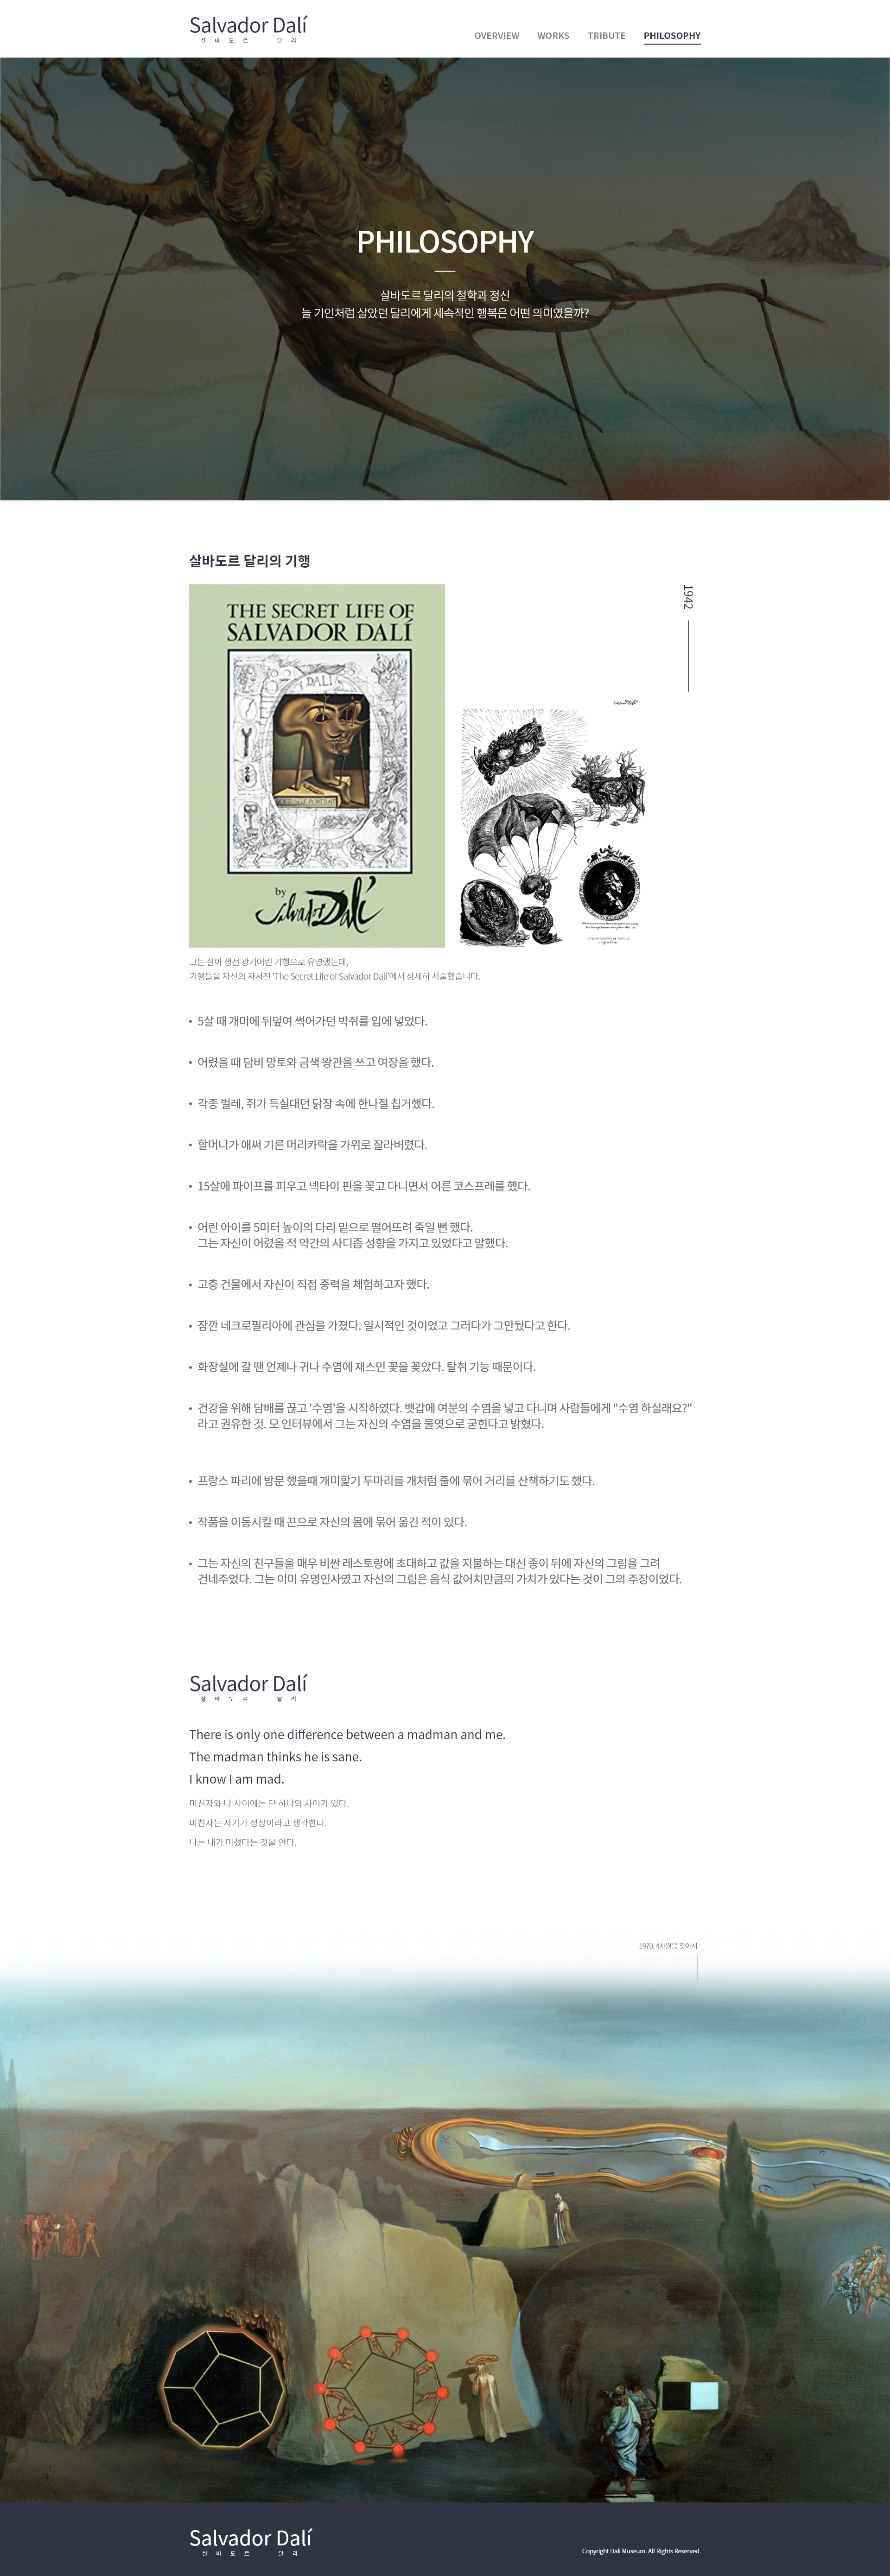 Salvador Dalí
살 바 도 르 달 리
OVERVIEW WORKS TRIBUTE PHILOSOPHY
PHILOSOPHY
살바도르 달리의 철학과 정신
늘 기인처럼 살았던 달리에게 세속적인 행복은 어떤 의미였을까?
살바도르 달리의 기행
1942
THE SECRET LIFE OF
SALVADOR DALÍ
DALÍ
by
Salvador Dalí
그는 살아 생전 광기어린 기행으로 유명했는데,
기행들을 자신의 자서전 'The Secret Life of Salvador Dalí'에서 상세히 서술했습니다.
• 5살 때 개미에 뒤덮여 썩어가던 박쥐를 입에 넣었다.
• 어렸을 때 담비 망토와 금색 왕관을 쓰고 여장을 했다.
• 각종 벌레, 쥐가 득실대던 닭장 속에 한나절 칩거했다.
• 할머니가 애써 기른 머리카락을 가위로 잘라버렸다.
• 15살에 파이프를 피우고 넥타이 핀을 꽂고 다니면서 어른 코스프레를 했다.
• 어린 아이를 5미터 높이의 다리 밑으로 떨어뜨려 죽일 뻔 했다.
그는 자신이 어렸을 적 약간의 사디즘 성향을 가지고 있었다고 말했다.
• 고층 건물에서 자신이 직접 중력을 체험하고자 했다.
• 잠깐 네크로필리아에 관심을 가졌다. 일시적인 것이었고 그러다가 그만뒀다고 한다.
• 화장실에 갈 땐 언제나 귀나 수염에 재스민 꽃을 꽂았다. 탈취 기능 때문이다.
• 건강을 위해 담배를 끊고 '수염'을 시작하였다. 뱃갑에 여분의 수염을 넣고 다니며 사람들에게 "수염 하실래요?"
라고 권유한 것. 모 인터뷰에서 그는 자신의 수염을 물엿으로 굳힌다고 밝혔다.
• 프랑스 파리에 방문 했을때 개미핥기 두마리를 개처럼 줄에 묶어 거리를 산책하기도 했다.
• 작품을 이동시킬 때 끈으로 자신의 몸에 묶어 옮긴 적이 있다.
• 그는 자신의 친구들을 매우 비싼 레스토랑에 초대하고 값을 지불하는 대신 종이 뒤에 자신의 그림을 그려
건네주었다. 그는 이미 유명인사였고 자신의 그림은 음식 값어치만큼의 가치가 있다는 것이 그의 주장이었다.
Salvador Dalí
살 바 도 르 달 리
There is only one difference between a madman and me.
The madman thinks he is sane.
I know I am mad.
미친자와 나 사이에는 단 하나의 차이가 있다.
미친자는 자기가 정상이라고 생각한다.
나는 내가 미쳤다는 것을 안다.
1970. 4차원을 찾아서
Salvador Dalí
살 바 도 르 달 리
Copyright Dalí Museum. All Rights Reserved.